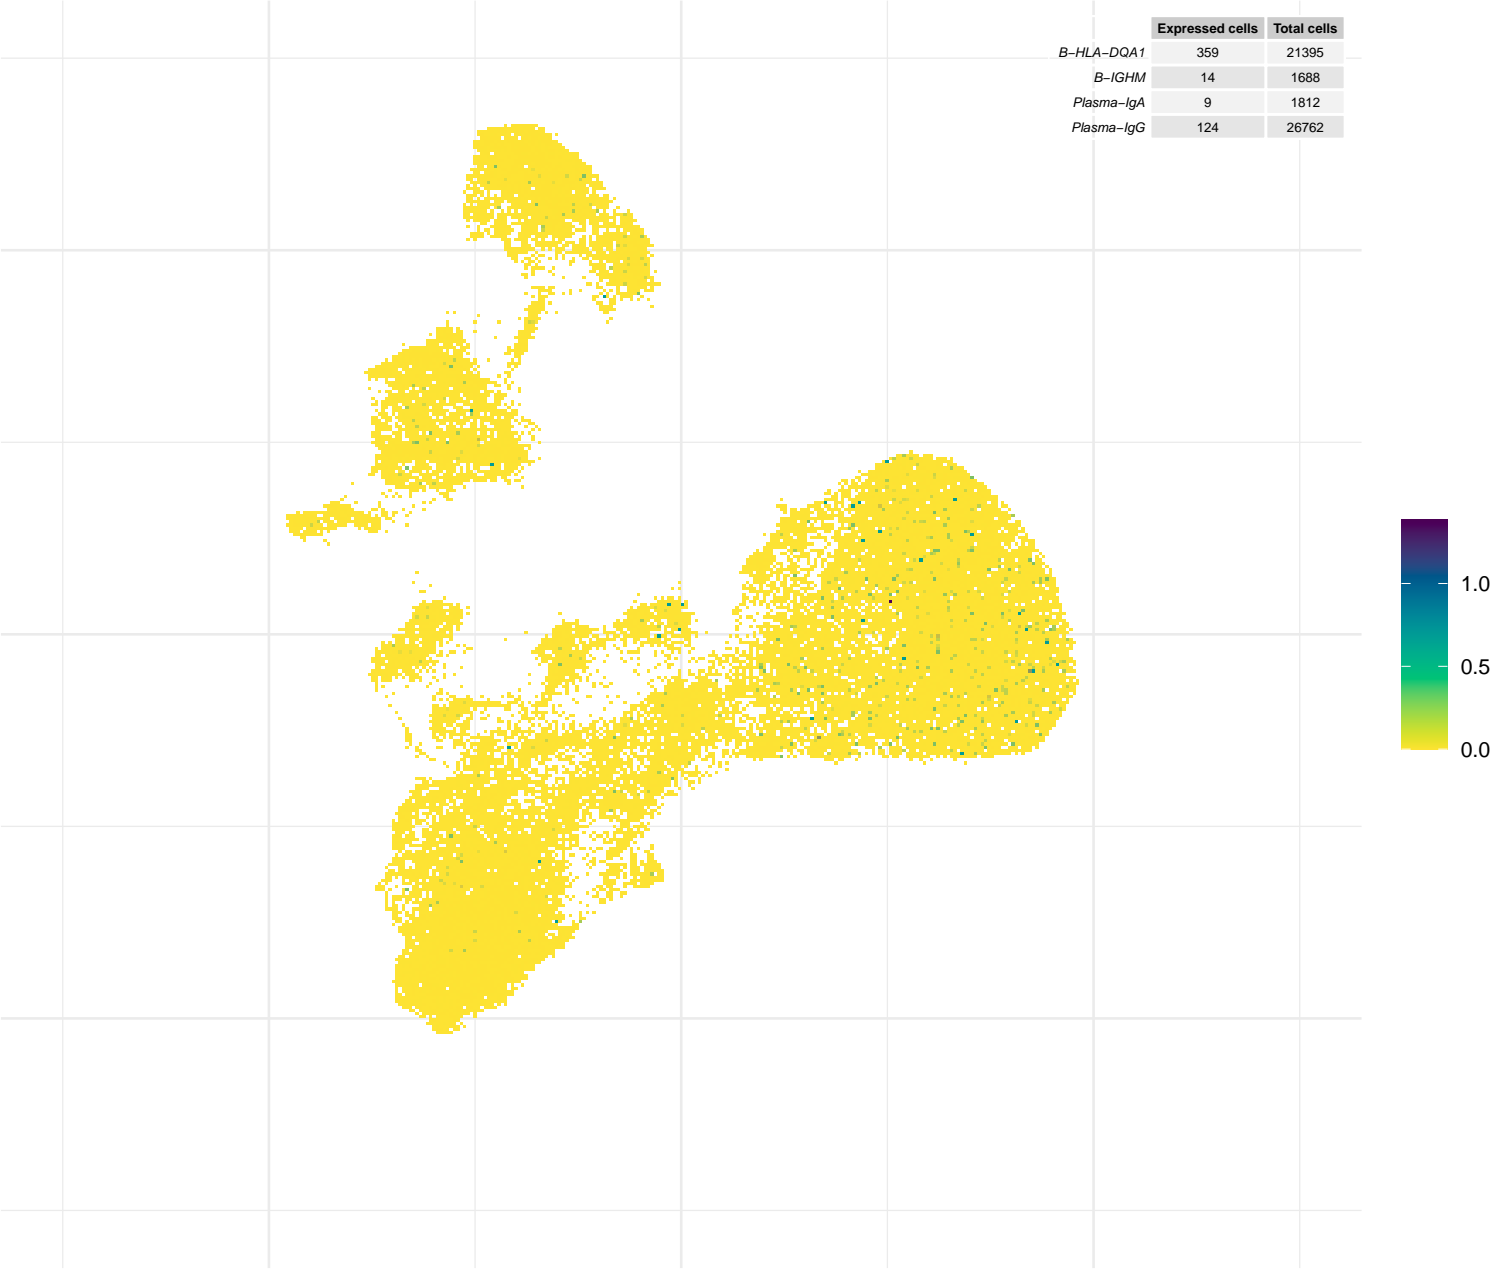 Expressed cells Total cells
B−HLA−DQA1 359 21395
B−IGHM 14 1688
Plasma−IgA 9 1812
Plasma−IgG 124 26762
1.0
0.5
0.0